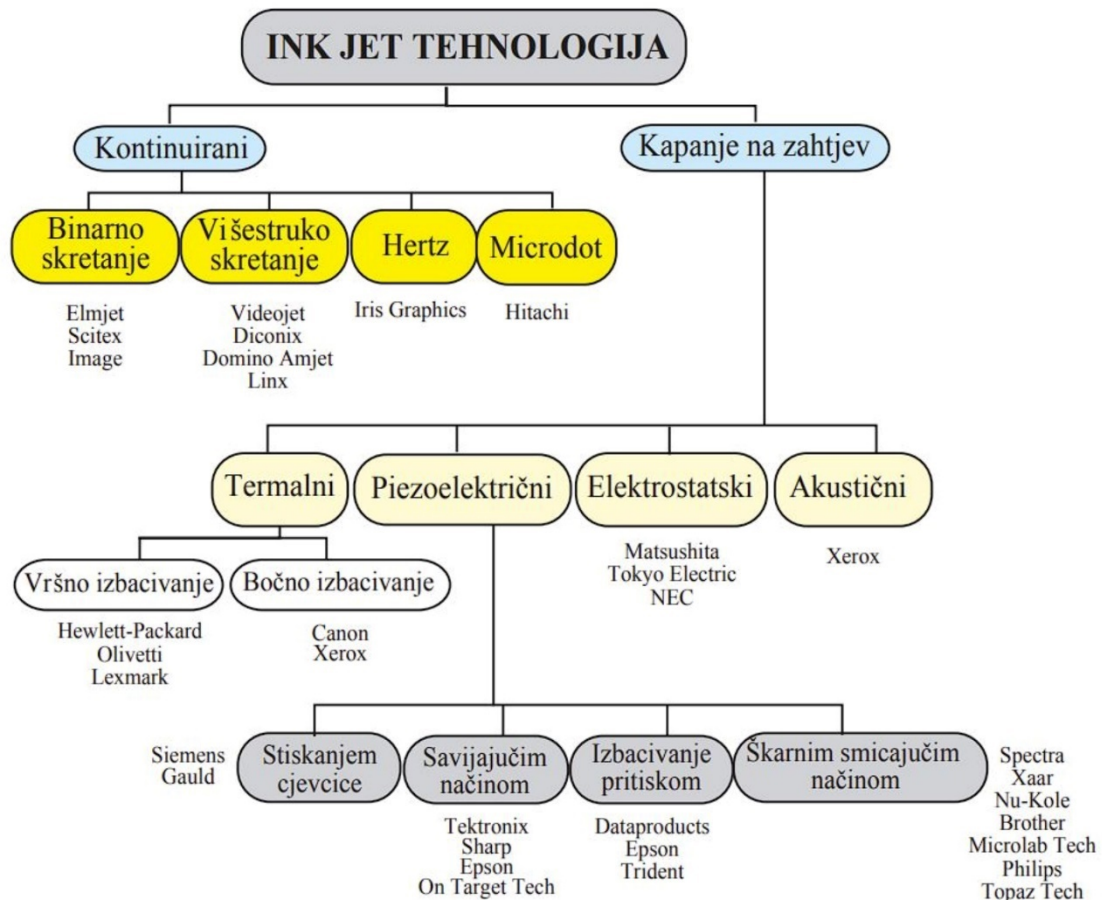 INK JET TEHNOLOGIJA
Kontinuirani
Kapanje na zahtjev
Binarno
skretanje
Višestruko
skretanje
Hertz
Microdot
Elmjet
Scitex
Image
Videojet
Diconix
Domino Amjet
Linx
Iris Graphics
Hitachi
Termalni
Piezoelektrični
Elektrostatski
Akustični
Matsushita
Tokyo Electric
NEC
Xerox
Vršno izbacivanje
Bočno izbacivanje
Hewlett-Packard
Olivetti
Lexmark
Canon
Xerox
Siemens
Gauld
Stiskanjem
cjevcice
Savijajučim
načinom
Izbacivanje
pritiskom
Škarnim smicajučim
načinom
Tektronix
Sharp
Epson
On Target Tech
Dataproducts
Epson
Trident
Spectra
Xaar
Nu-Kole
Brother
Microlab Tech
Philips
Topaz Tech